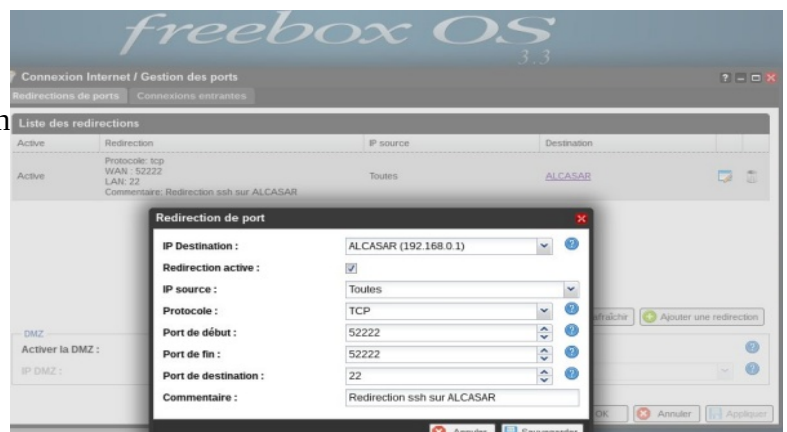 freebox OS
3.3
Connexion Internet / Gestion des ports
Redirections de ports Connexions entrantes
n
Liste des redirections
Active Redirection IP source Destination
Protocole: tcp
WAN : 52222
Active Toutes ALCASAR
LAN: 22
Commentaire: Redirection ssh sur ALCASAR
Redirection de port
IP Destination : ALCASAR (192.168.0.1)
Redirection active :
IP source : Toutes
Protocole : TCP
Ajouter une redirection
Port de début : 52222
DMZ
Activer la DMZ :
Port de fin : 52222
IP DMZ :
Port de destination : 22
Commentaire : Redirection ssh sur ALCASAR
OK Annuler Appliquer
Annuler Sauvegarder